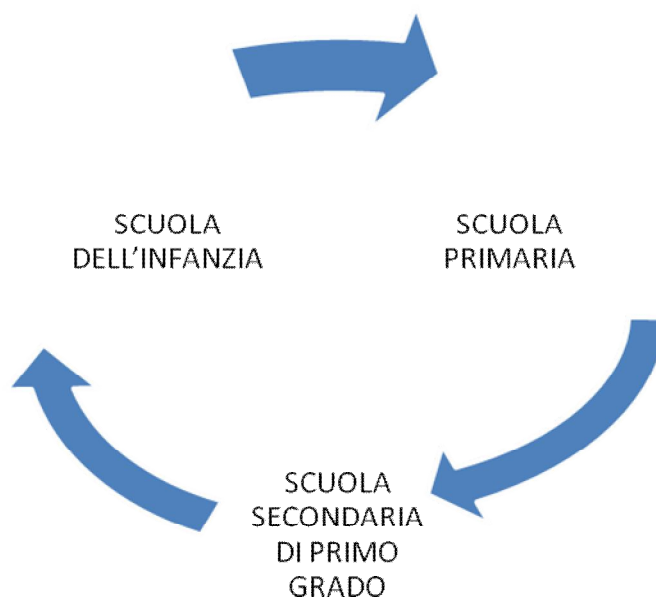 SCUOLA
DELL’INFANZIA
SCUOLA
PRIMARIA
SCUOLA
SECONDARIA
DI PRIMO
GRADO